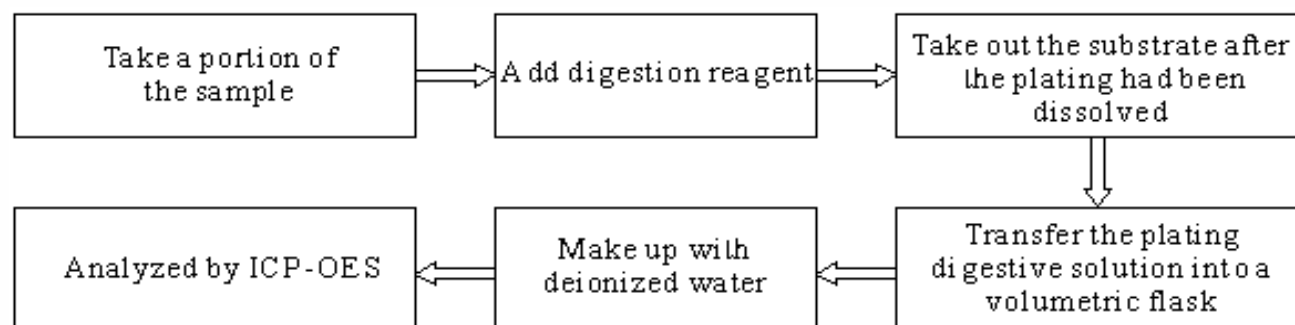 Take a portion of
the sample
Add digestion reagent
Take out the substrate after
the plating had been
dissolved
Transfer the plating
digestive solution into a
volumetric flask
Make up with
deionized water
Analyzed by ICP-OES